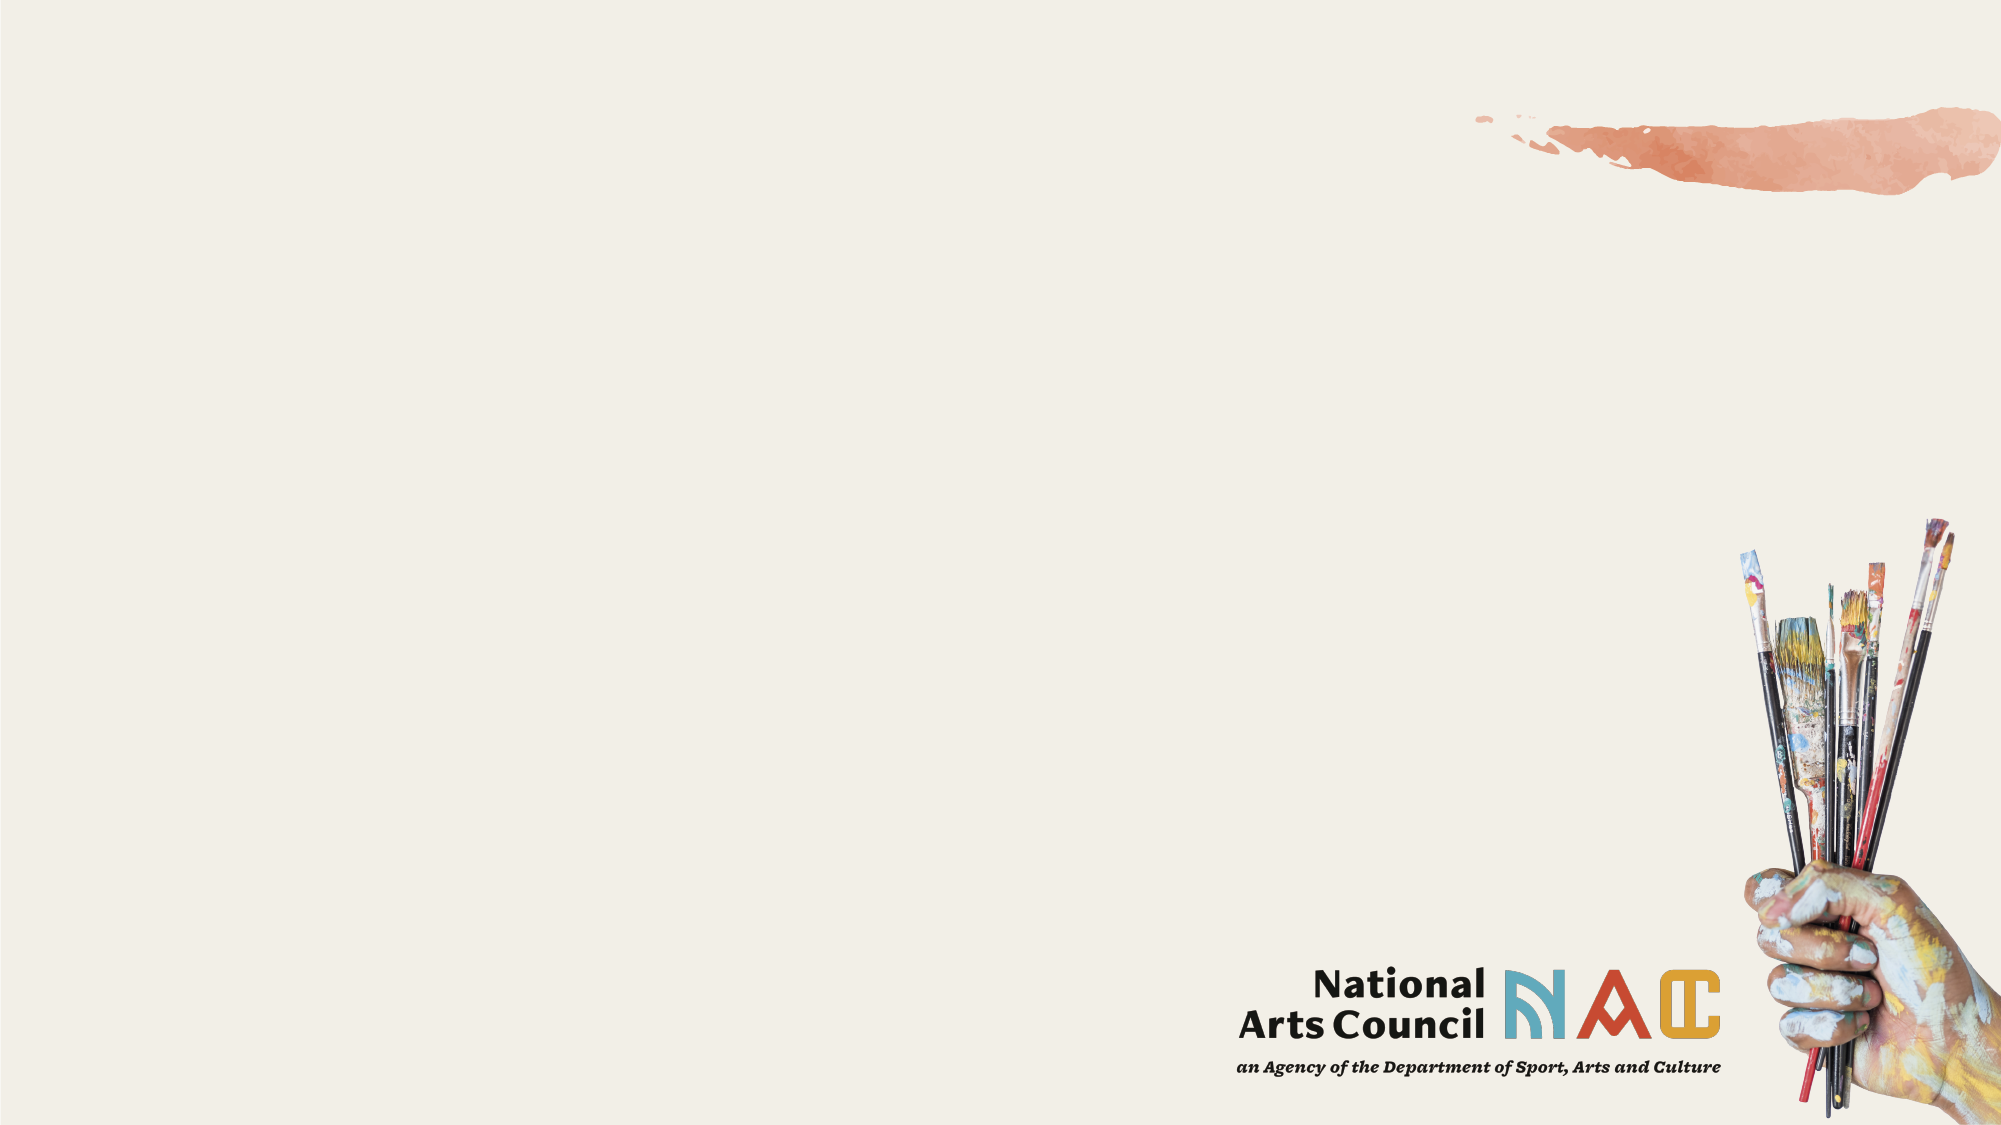 National
Arts Council NAC
an Agency of the Department of Sport, Arts and Culture